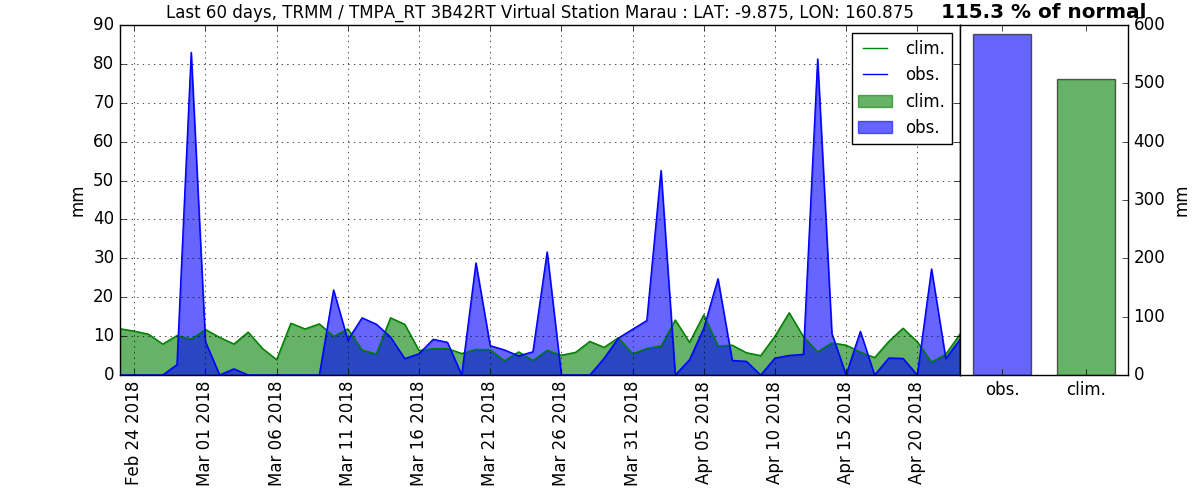 Last 60 days, TRMM / TMPA_RT 3B42RT Virtual Station Marau : LAT: -9.875, LON: 160.875
115.3 % of normal
90
80
70
60
50
40
30
20
10
0
mm
clim.
obs.
clim.
obs.
600
500
400
300
200
100
0
mm
Feb 24 2018
Mar 01 2018
Mar 06 2018
Mar 11 2018
Mar 16 2018
Mar 21 2018
Mar 26 2018
Mar 31 2018
Apr 05 2018
Apr 10 2018
Apr 15 2018
Apr 20 2018
obs.
clim.